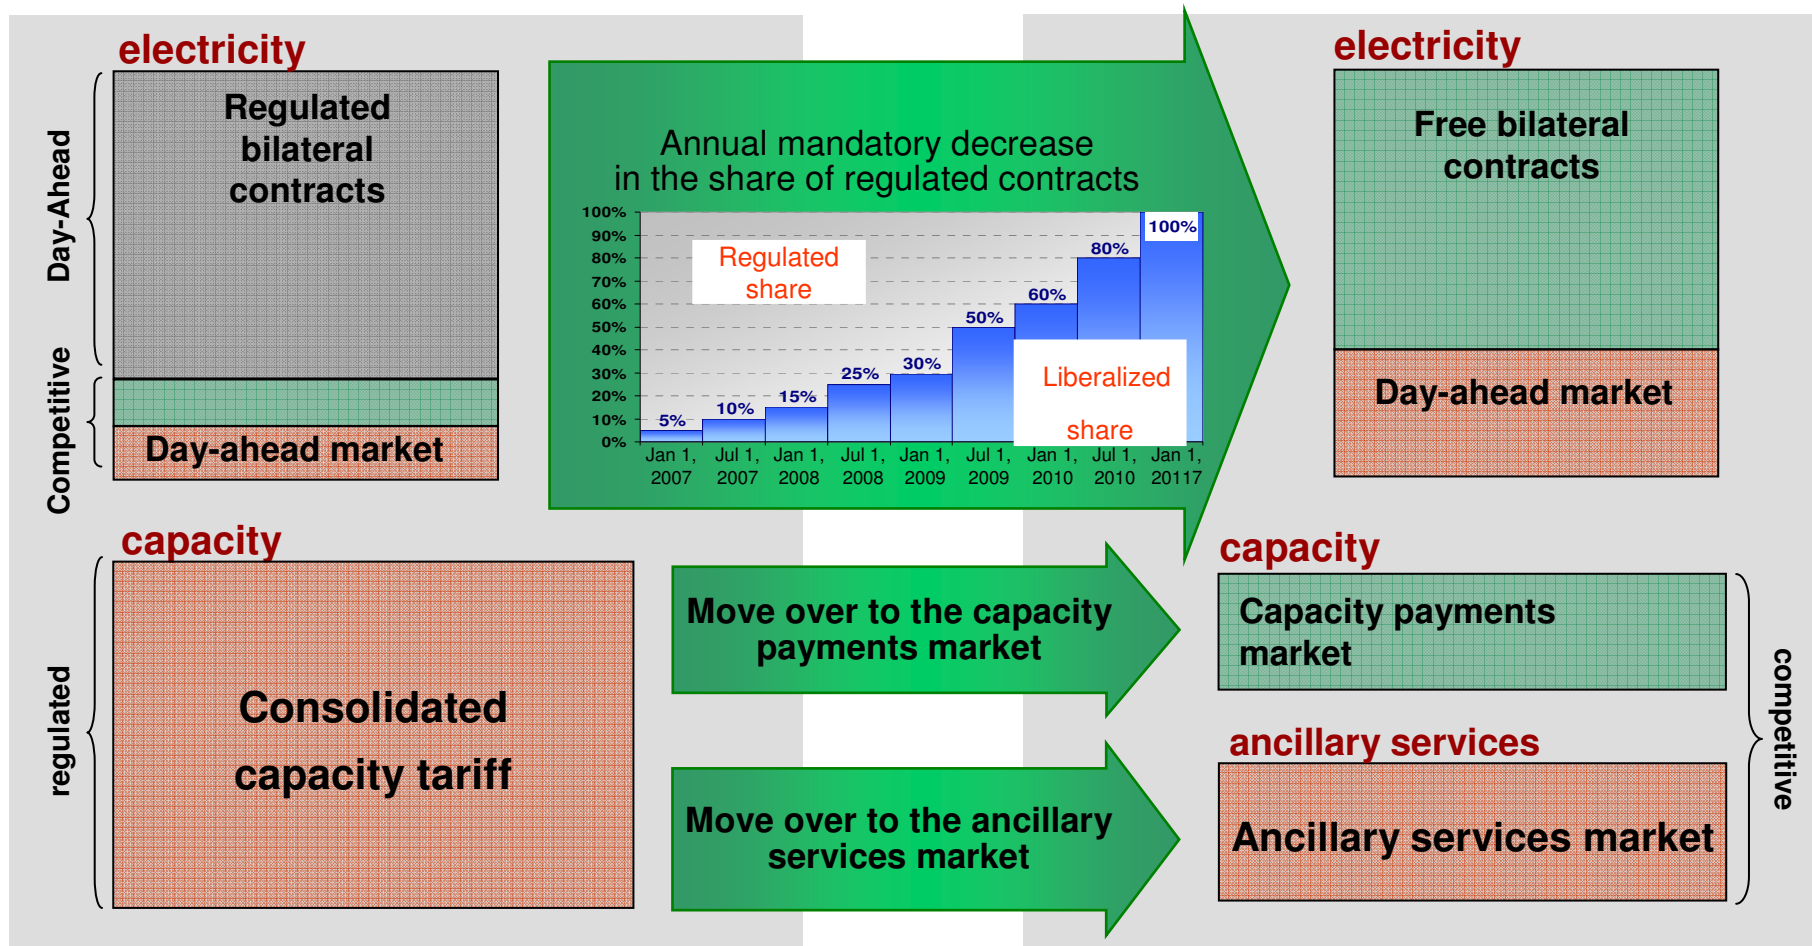 electricity
Day-Ahead
Regulated
bilateral
contracts
Competitive
Day-ahead market
Annual mandatory decrease
in the share of regulated contracts
100%
90%
80%
70%
60%
50%
40%
30%
20%
10%
0%
Regulated
share
5%
10%
15%
25%
30%
50%
60%
80%
100%
Liberalized
share
Jan 1, Jul 1, Jan 1, Jul 1, Jan 1, Jul 1, Jan 1, Jul 1, Jan 1,
2007 2007 2008 2008 2009 2009 2010 2010 20117
electricity
Free bilateral
contracts
Day-ahead market
capacity
regulated
Consolidated
capacity tariff
Move over to the capacity
payments market
Move over to the ancillary
services market
capacity
Capacity payments
market
ancillary services
Ancillary services market
competitive